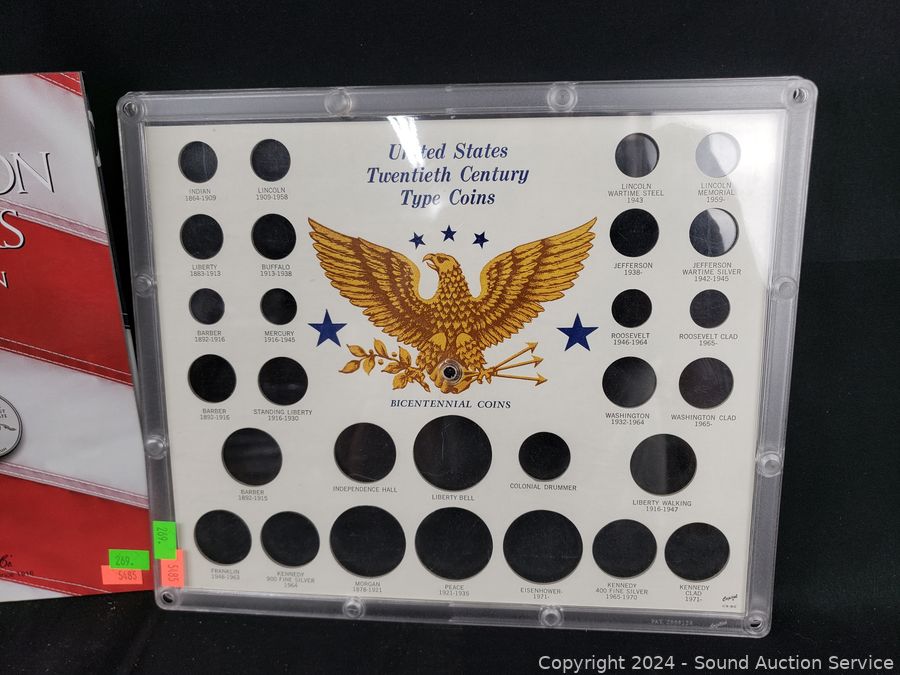 ON
S
N
269.
5485
269.
5485
United States
Twentieth Century
Type Coins
INDIAN
1864-1909
LINCOLN
1909-1958
LINCOLN
WARTIME STEEL
1943
LINCOLN
MEMORIAL
1959-
LIBERTY
1883-1913
BUFFALO
1913-1938
JEFFERSON
1938-
JEFFERSON
WARTIME SILVER
1942-1945
BARBER
1892-1916
MERCURY
1916-1945
ROOSEVELT
1946-1964
ROOSEVELT CLAD
1965-
BARBER
1892-1916
STANDING LIBERTY
1916-1930
WASHINGTON
1932-1964
WASHINGTON CLAD
1965-
BICENTENNIAL COINS
BARBER
1892-1915
INDEPENDENCE HALL
LIBERTY BELL
COLONIAL DRUMMER
LIBERTY WALKING
1916-1947
FRANKLIN
1948-1963
KENNEDY
900 FINE SILVER
1964
MORGAN
1878-1921
PEACE
1921-1935
EISENHOWER
1971-
KENNEDY
400 FINE SILVER
1965-1970
KENNEDY
CLAD
1971-
Capital
Copyright 2024 - Sound Auction Service